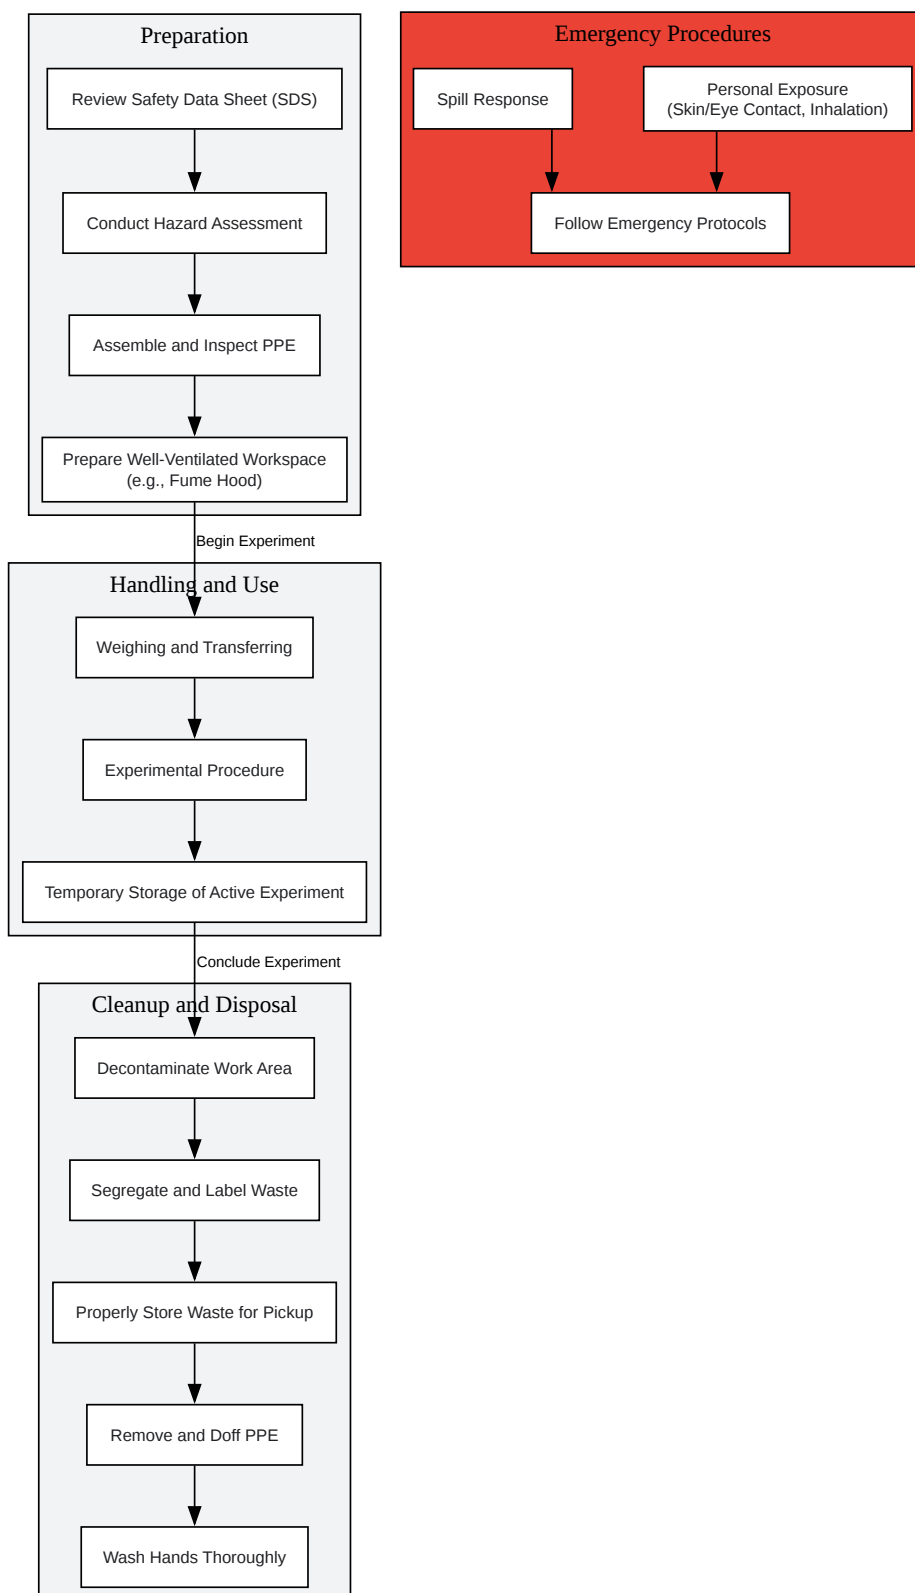 Preparation
Review Safety Data Sheet (SDS)
Conduct Hazard Assessment
Assemble and Inspect PPE
Prepare Well-Ventilated Workspace
(e.g., Fume Hood)
Begin Experiment
Handling and Use
Weighing and Transferring
Experimental Procedure
Temporary Storage of Active Experiment
Conclude Experiment
Cleanup and Disposal
Decontaminate Work Area
Segregate and Label Waste
Properly Store Waste for Pickup
Remove and Doff PPE
Wash Hands Thoroughly
Emergency Procedures
Spill Response
Personal Exposure
(Skin/Eye Contact, Inhalation)
Follow Emergency Protocols